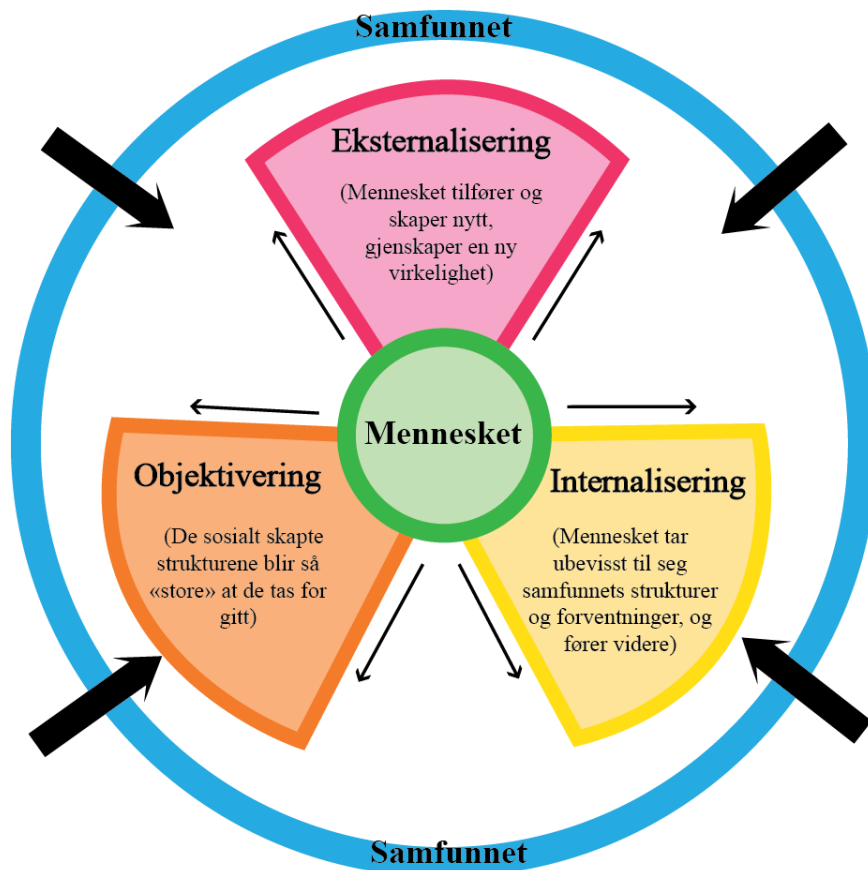 Samfunnet
Eksternalisering
(Mennesket tilfører og
skaper nytt,
gjenskaper en ny
virkelighet)
Mennesket
Objektivering
(De sosialt skapte
strukturene blir så
«store» at de tas for
gitt)
Internalisering
(Mennesket tar
ubevisst til seg
samfunnets strukturer
og forventninger, og
fører videre)
Samfunnet